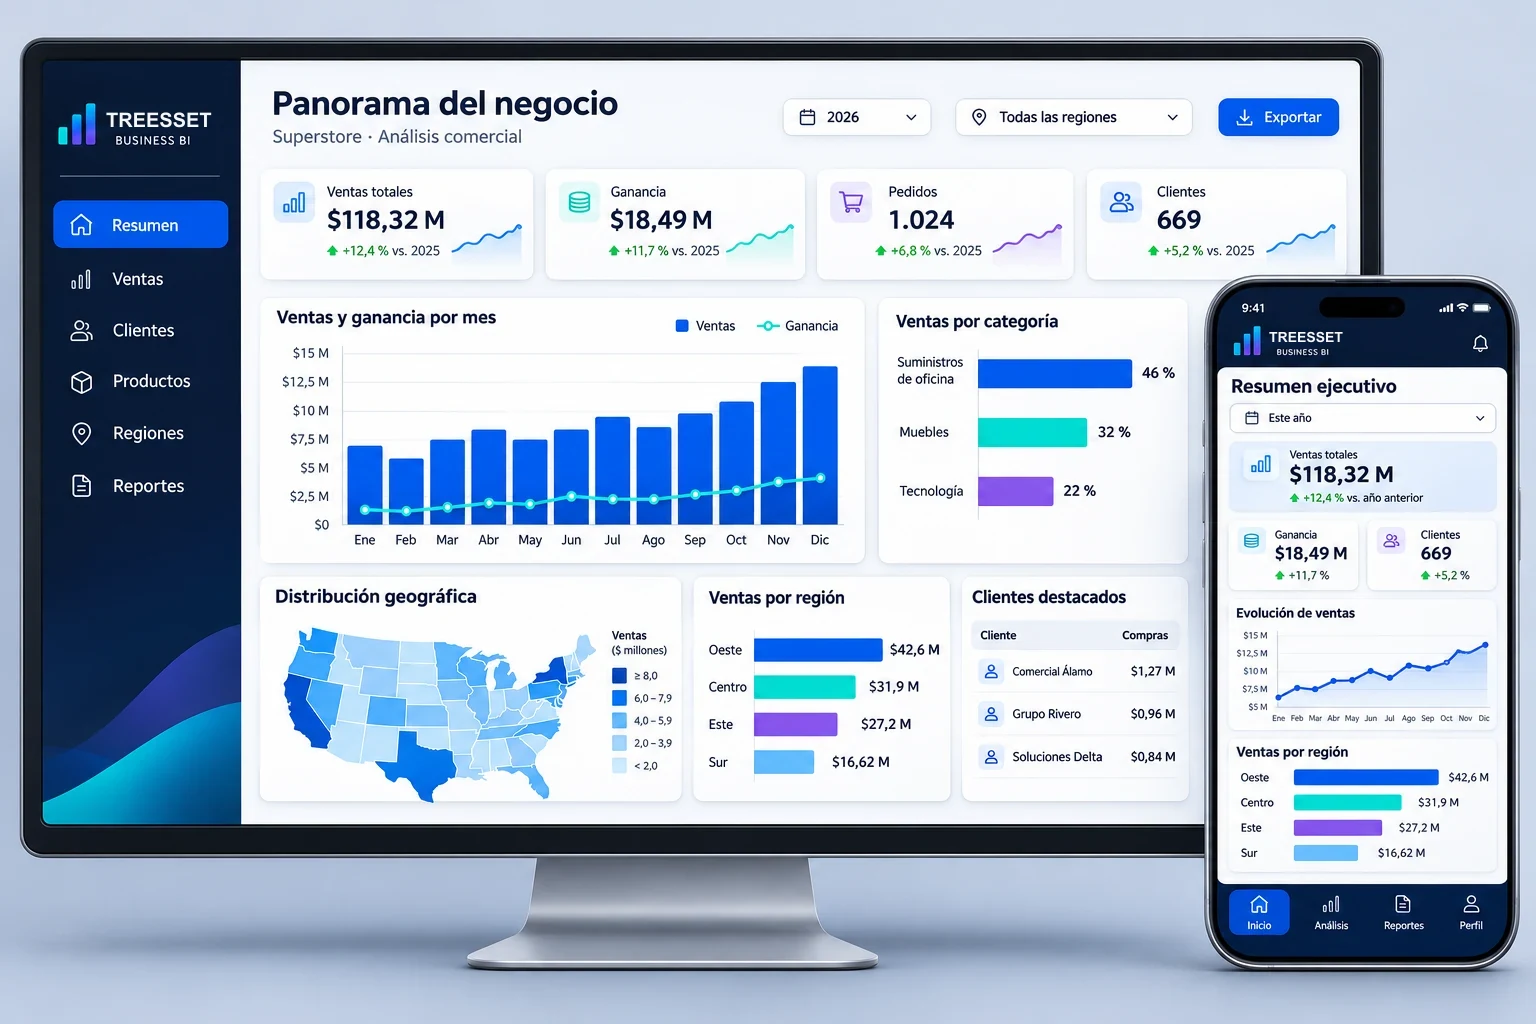 TREESSET
BUSINESS BI
Resumen
Ventas
Clientes
Productos
Regiones
Reportes
Panorama del negocio
Superstore · Análisis comercial
2026
Todas las regiones
Exportar
Ventas totales
$118,32 M
+12,4 % vs. 2025
Ganancia
$18,49 M
+11,7 % vs. 2025
Pedidos
1.024
+6,8 % vs. 2025
Clientes
669
+5,2 % vs. 2025
Ventas y ganancia por mes
Ventas
Ganancia
$15 M
$12,5 M
$10 M
$7,5 M
$5 M
$2,5 M
$0
Ene Feb Mar Abr May Jun Jul Ago Sep Oct Nov Dic
Ventas por categoría
Suministros
de oficina
46 %
Muebles
32 %
Tecnología
22 %
Distribución geográfica
Ventas
($ millones)
≥ 8,0
6,0 – 7,9
4,0 – 5,9
2,0 – 3,9
< 2,0
Ventas por región
Oeste $42,6 M
Centro $31,9 M
Este $27,2 M
Sur $16,62 M
Clientes destacados
Cliente Compras
Comercial Álamo $1,27 M
Grupo Rivero $0,96 M
Soluciones Delta $0,84 M
9:41
TREESSET
BUSINESS BI
Resumen ejecutivo
Este año
Ventas totales
$118,32 M
+12,4 % vs. año anterior
Ganancia
$18,49 M
+11,7 %
Clientes
669
+5,2 %
Evolución de ventas
$15 M
$12,5 M
$10 M
$7,5 M
$5 M
Ene Feb Mar Abr May Jun Jul Ago Sep Oct Nov Dic
Ventas por región
Oeste $42,6 M
Centro $31,9 M
Este $27,2 M
Sur $16,62 M
Inicio
Análisis
Reportes
Perfil